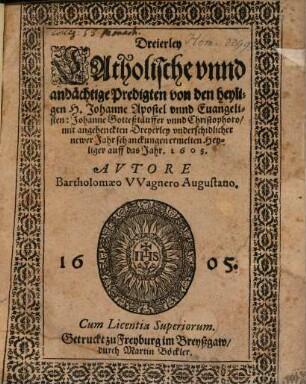 Dreierley
CAtholische vnnd
andächtige Predigten von den heyli-
gen H. Johanne Apostel vnnd Euangeli-
sten: Johanne Gotteßtäuffer vnnd Christophoro/
mit angehenckten Dreyerley vnderschidlicher
newer Jahrschanckungen ermelten Hey-
liger auff das Jahr. 1605.
AVTORE
Bartholomæo VVagnero Augustano.
16 IHS 05.
Cum Licentia Superiorum.
Getruckt zu Freyburg im Breyßgaw/
durch Martin Böckler.